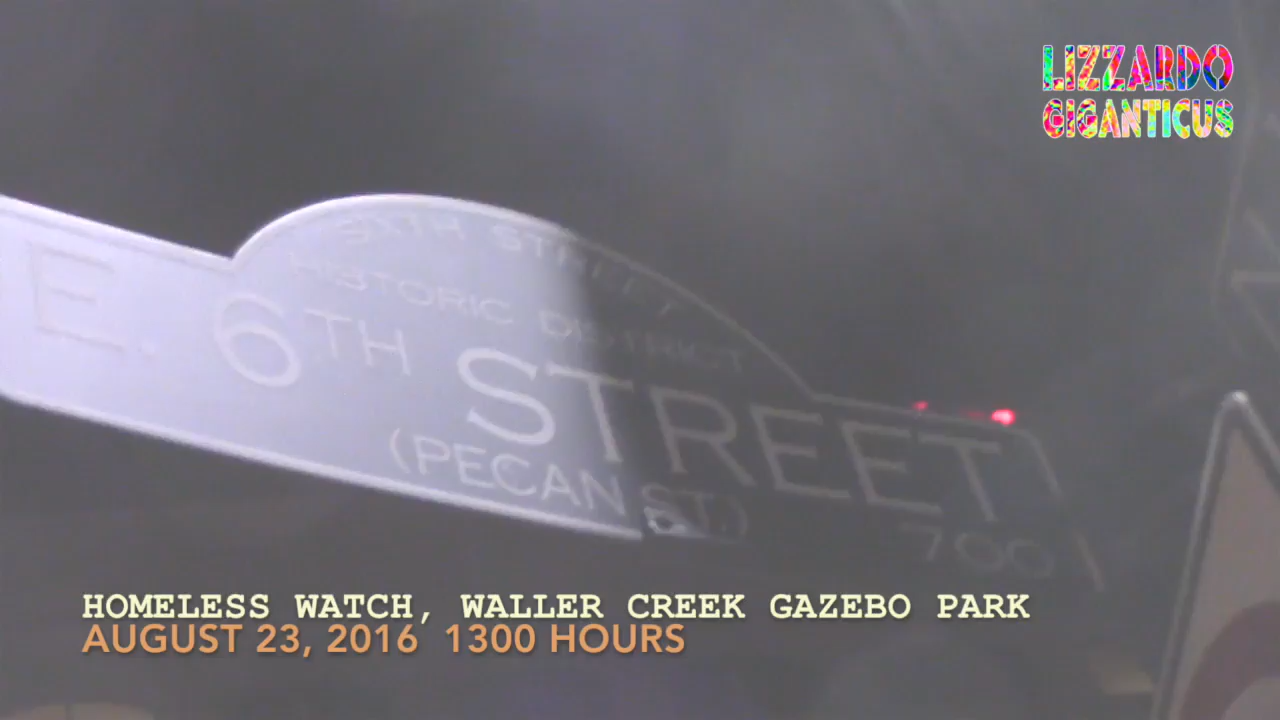 LIZZARDO
GIGANTICUS
SIXTH STREET
HISTORIC DISTRICT
E. 6TH STREET
(PECAN ST.)
700
HOMELESS WATCH, WALLER CREEK GAZEBO PARK
AUGUST 23, 2016 1300 HOURS